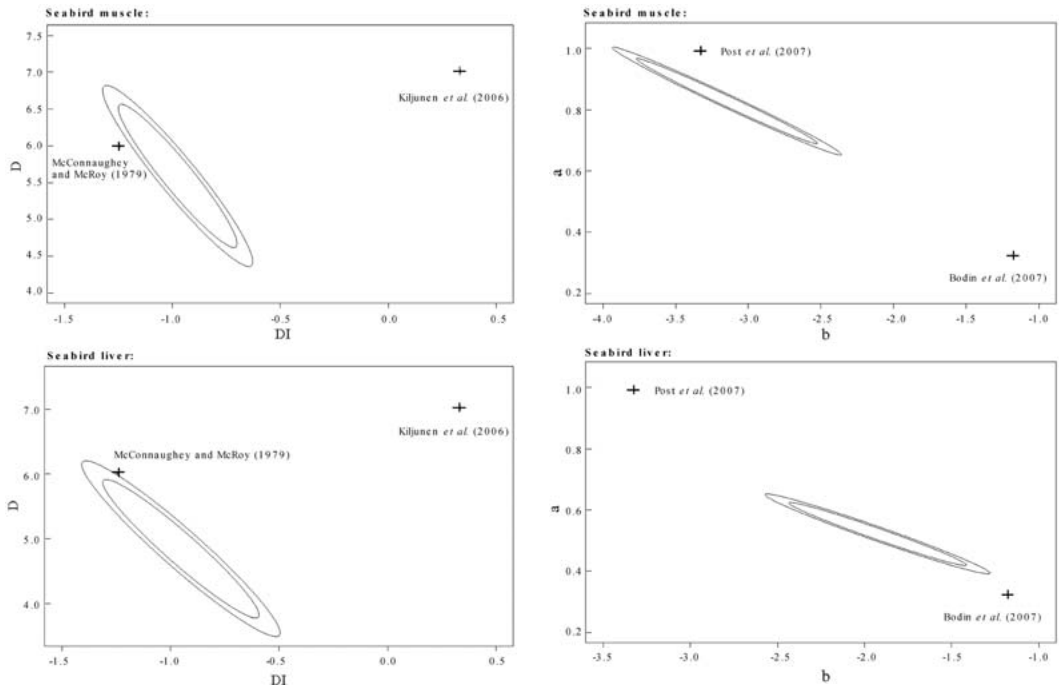 Seabird muscle:
7.5
7.0
6.5
6.0
5.5
5.0
4.5
4.0
D
Kiljunen et al. (2006)
McConnaughey
and McRoy (1979)
-1.5 -1.0 -0.5 0.0 0.5
DI
Seabird muscle:
1.0
0.8
0.6
0.4
0.2
a
Post et al. (2007)
Bodin et al. (2007)
-4.0 -3.5 -3.0 -2.5 -2.0 -1.5 -1.0
b
Seabird liver:
7.0
6.0
5.0
4.0
D
Kiljunen et al. (2006)
McConnaughey and McRoy (1979)
-1.5 -1.0 -0.5 0.0 0.5
DI
Seabird liver:
1.0
0.8
0.6
0.4
0.2
a
Post et al. (2007)
Bodin et al. (2007)
-3.5 -3.0 -2.5 -2.0 -1.5 -1.0
b